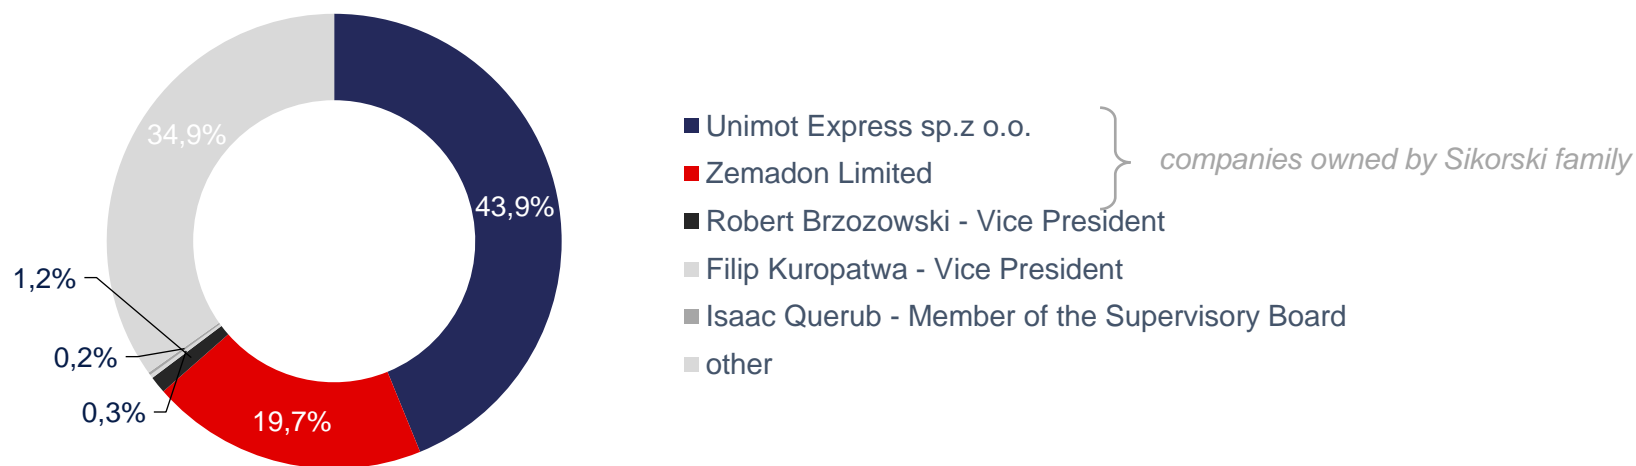 34,9%
43,9%
1,2%
0,2%
0,3%
19,7%
Unimot Express sp.z o.o.
Zemadon Limited
companies owned by Sikorski family
Robert Brzozowski - Vice President
Filip Kuropatwa - Vice President
Isaac Querub - Member of the Supervisory Board
other